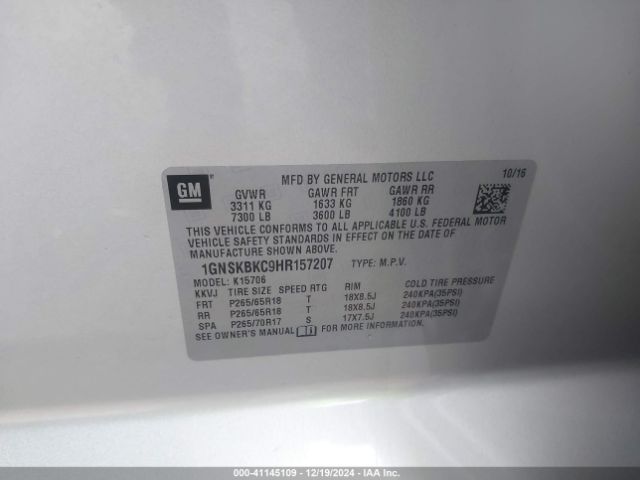 GM
MFD BY GENERAL MOTORS LLC 10/16
GVWR GAWR FRT GAWR RR
3311 KG 1633 KG 1860 KG
7300 LB 3600 LB 4100 LB
THIS VEHICLE CONFORMS TO ALL APPLICABLE U.S. FEDERAL MOTOR
VEHICLE SAFETY STANDARDS IN EFFECT ON THE DATE OF
MANUFACTURE SHOWN ABOVE.
1GNSKBKC9HR157207 TYPE: M.P.V.
MODEL: K15706
KKVJ TIRE SIZE SPEED RTG RIM COLD TIRE PRESSURE
FRT P265/65R18 T 18X8.5J 240KPA(35PSI)
RR P265/65R18 T 18X8.5J 240KPA(35PSI)
SPA P265/70R17 S 17X7.5J 240KPA(35PSI)
SEE OWNER'S MANUAL FOR MORE INFORMATION.
000-41145109 - 12/19/2024 - IAA Inc.